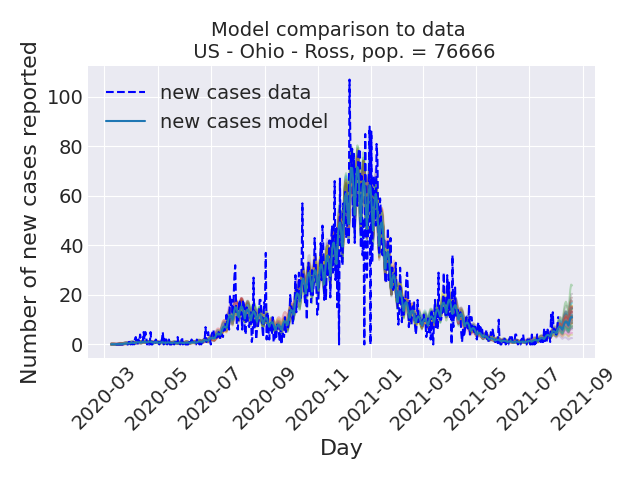 Model comparison to data
US - Ohio - Ross, pop. = 76666
Number of new cases reported
100
80
60
40
20
0
new cases data
new cases model
2020-03
2020-05
2020-07
2020-09
2020-11
2021-01
2021-03
2021-05
2021-07
2021-09
Day